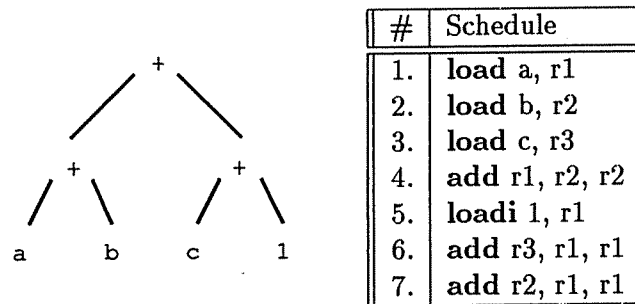 +
+ +
a b c 1
# Schedule
1. load a, r1
2. load b, r2
3. load c, r3
4. add r1, r2, r2
5. loadi 1, r1
6. add r3, r1, r1
7. add r2, r1, r1